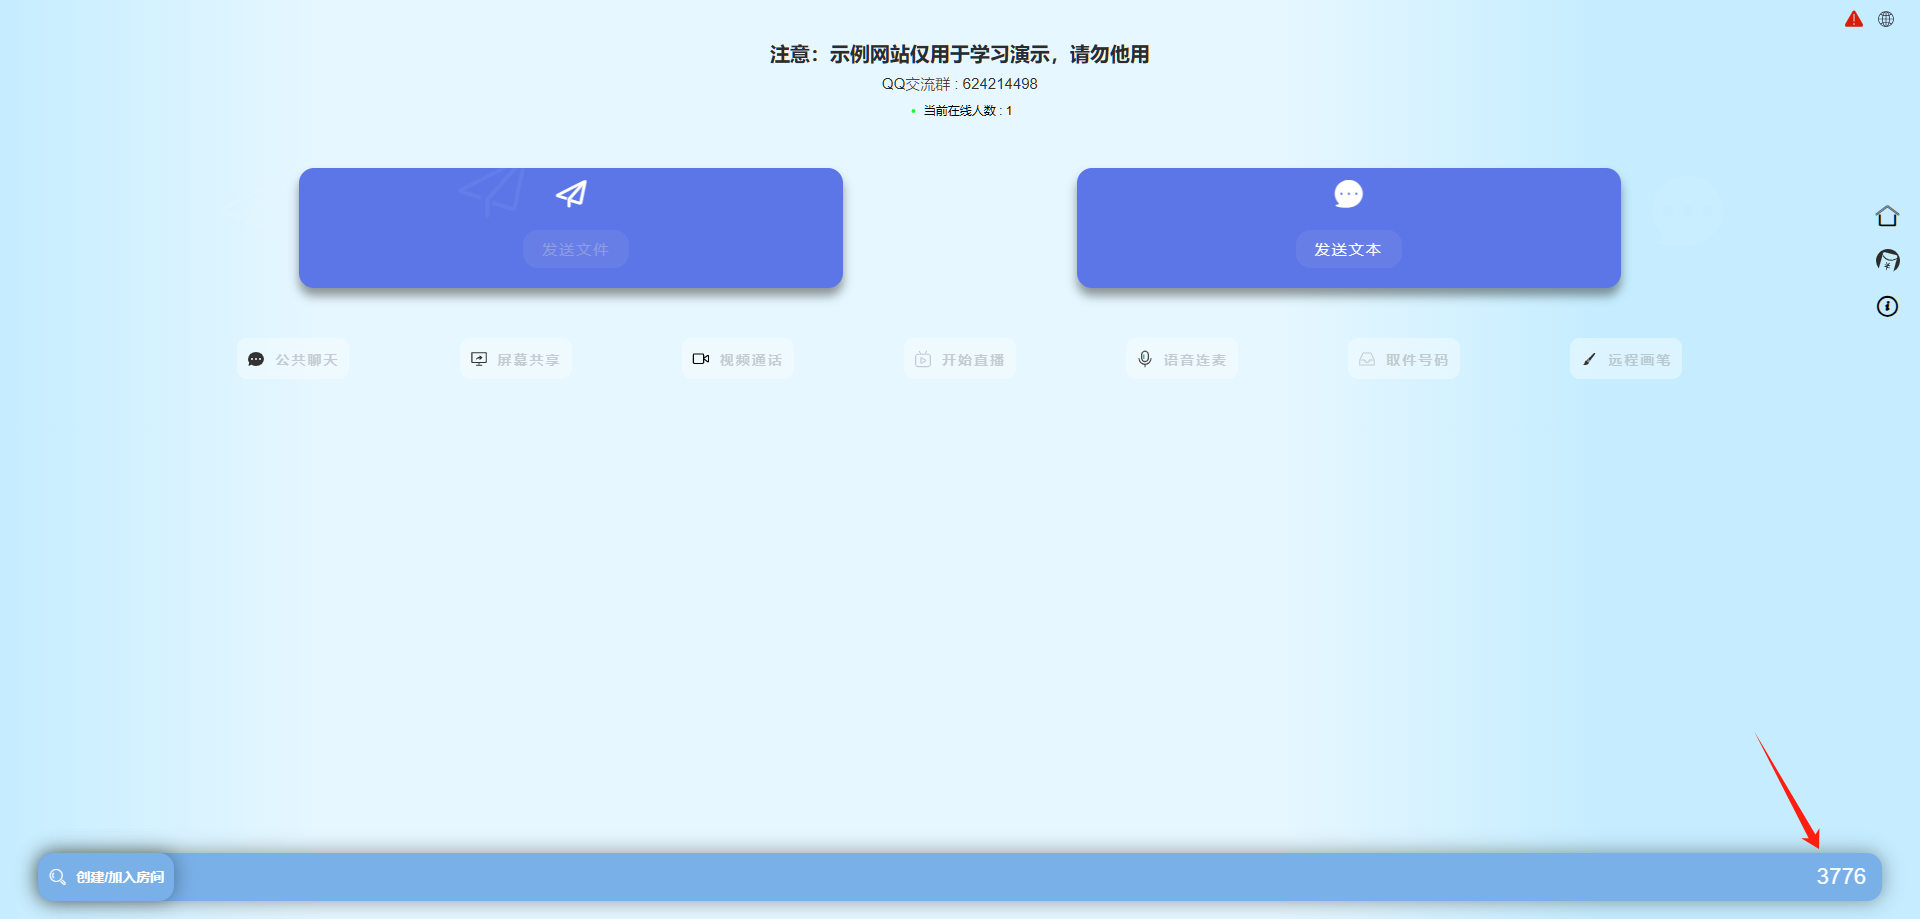 注意：示例网站仅用于学习演示，请勿他用
QQ交流群 : 624214498
当前在线人数 : 1
发送文件
发送文本
公共聊天
屏幕共享
视频通话
开始直播
语音连麦
取件号码
远程画笔
创建/加入房间
3776